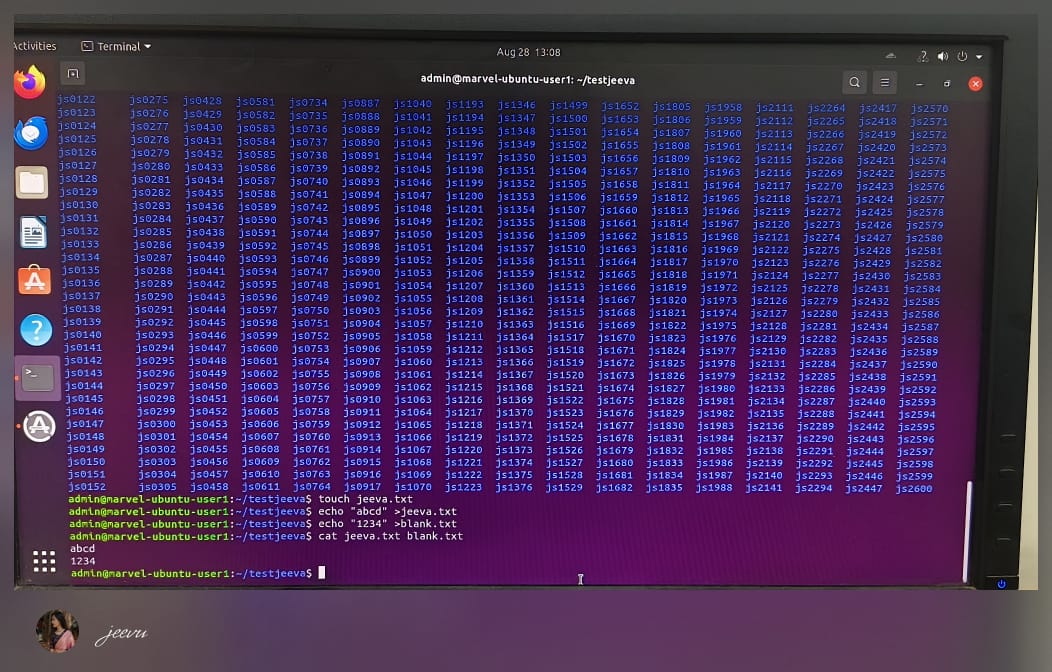 Activities Terminal
Aug 28 13:08
admin@marvel-ubuntu-user1: ~/testjeeva
js0122 js0275 js0428 js0581 js0734 js0887 js1040 js1193 js1346 js1499 js1652 js1805 js1958 js2111 js2264 js2417 js2570
js0123 js0276 js0429 js0582 js0735 js0888 js1041 js1194 js1347 js1500 js1653 js1806 js1959 js2112 js2265 js2418 js2571
js0124 js0277 js0430 js0583 js0736 js0889 js1042 js1195 js1348 js1501 js1654 js1807 js1960 js2113 js2266 js2419 js2572
js0125 js0278 js0431 js0584 js0737 js0890 js1043 js1196 js1349 js1502 js1655 js1808 js1961 js2114 js2267 js2420 js2573
js0126 js0279 js0432 js0585 js0738 js0891 js1044 js1197 js1350 js1503 js1656 js1809 js1962 js2115 js2268 js2421 js2574
js0127 js0280 js0433 js0586 js0739 js0892 js1045 js1198 js1351 js1504 js1657 js1810 js1963 js2116 js2269 js2422 js2575
js0128 js0281 js0434 js0587 js0740 js0893 js1046 js1199 js1352 js1505 js1658 js1811 js1964 js2117 js2270 js2423 js2576
js0129 js0282 js0435 js0588 js0741 js0894 js1047 js1200 js1353 js1506 js1659 js1812 js1965 js2118 js2271 js2424 js2577
js0130 js0283 js0436 js0589 js0742 js0895 js1048 js1201 js1354 js1507 js1660 js1813 js1966 js2119 js2272 js2425 js2578
js0131 js0284 js0437 js0590 js0743 js0896 js1049 js1202 js1355 js1508 js1661 js1814 js1967 js2120 js2273 js2426 js2579
js0132 js0285 js0438 js0591 js0744 js0897 js1050 js1203 js1356 js1509 js1662 js1815 js1968 js2121 js2274 js2427 js2580
js0133 js0286 js0439 js0592 js0745 js0898 js1051 js1204 js1357 js1510 js1663 js1816 js1969 js2122 js2275 js2428 js2581
js0134 js0287 js0440 js0593 js0746 js0899 js1052 js1205 js1358 js1511 js1664 js1817 js1970 js2123 js2276 js2429 js2582
js0135 js0288 js0441 js0594 js0747 js0900 js1053 js1206 js1359 js1512 js1665 js1818 js1971 js2124 js2277 js2430 js2583
js0136 js0289 js0442 js0595 js0748 js0901 js1054 js1207 js1360 js1513 js1666 js1819 js1972 js2125 js2278 js2431 js2584
js0137 js0290 js0443 js0596 js0749 js0902 js1055 js1208 js1361 js1514 js1667 js1820 js1973 js2126 js2279 js2432 js2585
js0138 js0291 js0444 js0597 js0750 js0903 js1056 js1209 js1362 js1515 js1668 js1821 js1974 js2127 js2280 js2433 js2586
js0139 js0292 js0445 js0598 js0751 js0904 js1057 js1210 js1363 js1516 js1669 js1822 js1975 js2128 js2281 js2434 js2587
js0140 js0293 js0446 js0599 js0752 js0905 js1058 js1211 js1364 js1517 js1670 js1823 js1976 js2129 js2282 js2435 js2588
js0141 js0294 js0447 js0600 js0753 js0906 js1059 js1212 js1365 js1518 js1671 js1824 js1977 js2130 js2283 js2436 js2589
js0142 js0295 js0448 js0601 js0754 js0907 js1060 js1213 js1366 js1519 js1672 js1825 js1978 js2131 js2284 js2437 js2590
js0143 js0296 js0449 js0602 js0755 js0908 js1061 js1214 js1367 js1520 js1673 js1826 js1979 js2132 js2285 js2438 js2591
js0144 js0297 js0450 js0603 js0756 js0909 js1062 js1215 js1368 js1521 js1674 js1827 js1980 js2133 js2286 js2439 js2592
js0145 js0298 js0451 js0604 js0757 js0910 js1063 js1216 js1369 js1522 js1675 js1828 js1981 js2134 js2287 js2440 js2593
js0146 js0299 js0452 js0605 js0758 js0911 js1064 js1217 js1370 js1523 js1676 js1829 js1982 js2135 js2288 js2441 js2594
js0147 js0300 js0453 js0606 js0759 js0912 js1065 js1218 js1371 js1524 js1677 js1830 js1983 js2136 js2289 js2442 js2595
js0148 js0301 js0454 js0607 js0760 js0913 js1066 js1219 js1372 js1525 js1678 js1831 js1984 js2137 js2290 js2443 js2596
js0149 js0302 js0455 js0608 js0761 js0914 js1067 js1220 js1373 js1526 js1679 js1832 js1985 js2138 js2291 js2444 js2597
js0150 js0303 js0456 js0609 js0762 js0915 js1068 js1221 js1374 js1527 js1680 js1833 js1986 js2139 js2292 js2445 js2598
js0151 js0304 js0457 js0610 js0763 js0916 js1069 js1222 js1375 js1528 js1681 js1834 js1987 js2140 js2293 js2446 js2599
js0152 js0305 js0458 js0611 js0764 js0917 js1070 js1223 js1376 js1529 js1682 js1835 js1988 js2141 js2294 js2447 js2600
admin@marvel-ubuntu-user1:~/testjeeva$ touch jeeva.txt
admin@marvel-ubuntu-user1:~/testjeeva$ echo "abcd" >jeeva.txt
admin@marvel-ubuntu-user1:~/testjeeva$ echo "1234" >blank.txt
admin@marvel-ubuntu-user1:~/testjeeva$ cat jeeva.txt blank.txt
abcd
1234
admin@marvel-ubuntu-user1:~/testjeeva$
jeevu